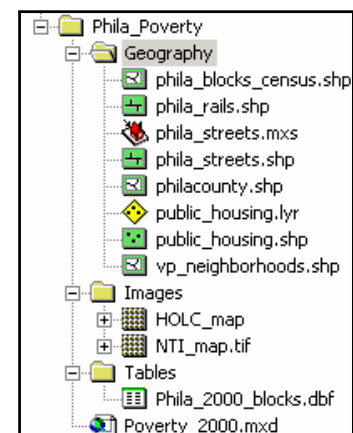 Phila_Poverty
Geography
phila_blocks_census.shp
phila_rails.shp
phila_streets.mxs
phila_streets.shp
philacounty.shp
public_housing.lyr
public_housing.shp
vp_neighborhoods.shp
Images
HOLC_map
NTI_map.tif
Tables
Phila_2000_blocks.dbf
Poverty_2000.mxd